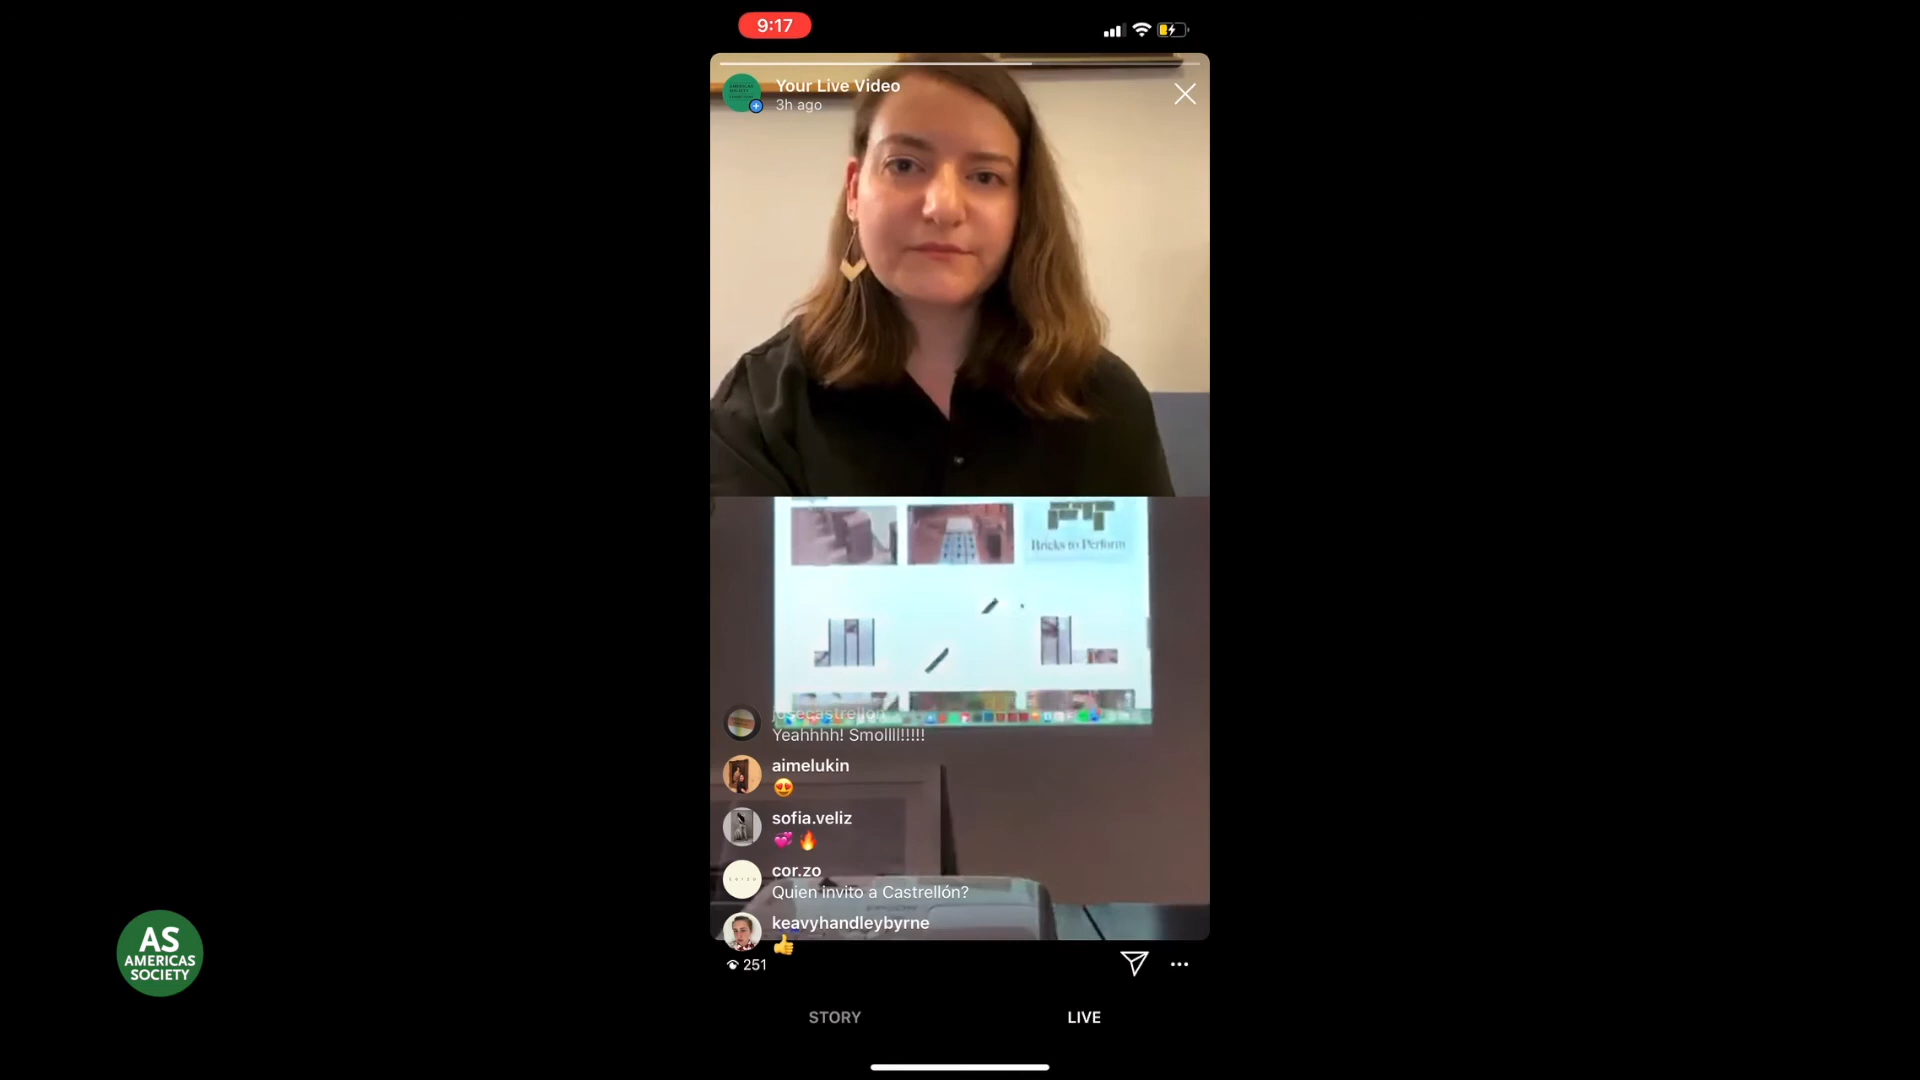 9:17
Your Live Video
3h ago
Bricks to Perform
josecastrellon
Yeahhhh! Smollll!!!!!
aimelukin
😍
sofia.veliz
💞 🔥
cor.zo
Quien invito a Castrellón?
keavyhandleybyrne
👍
251
STORY
LIVE
AS
AMERICAS
SOCIETY